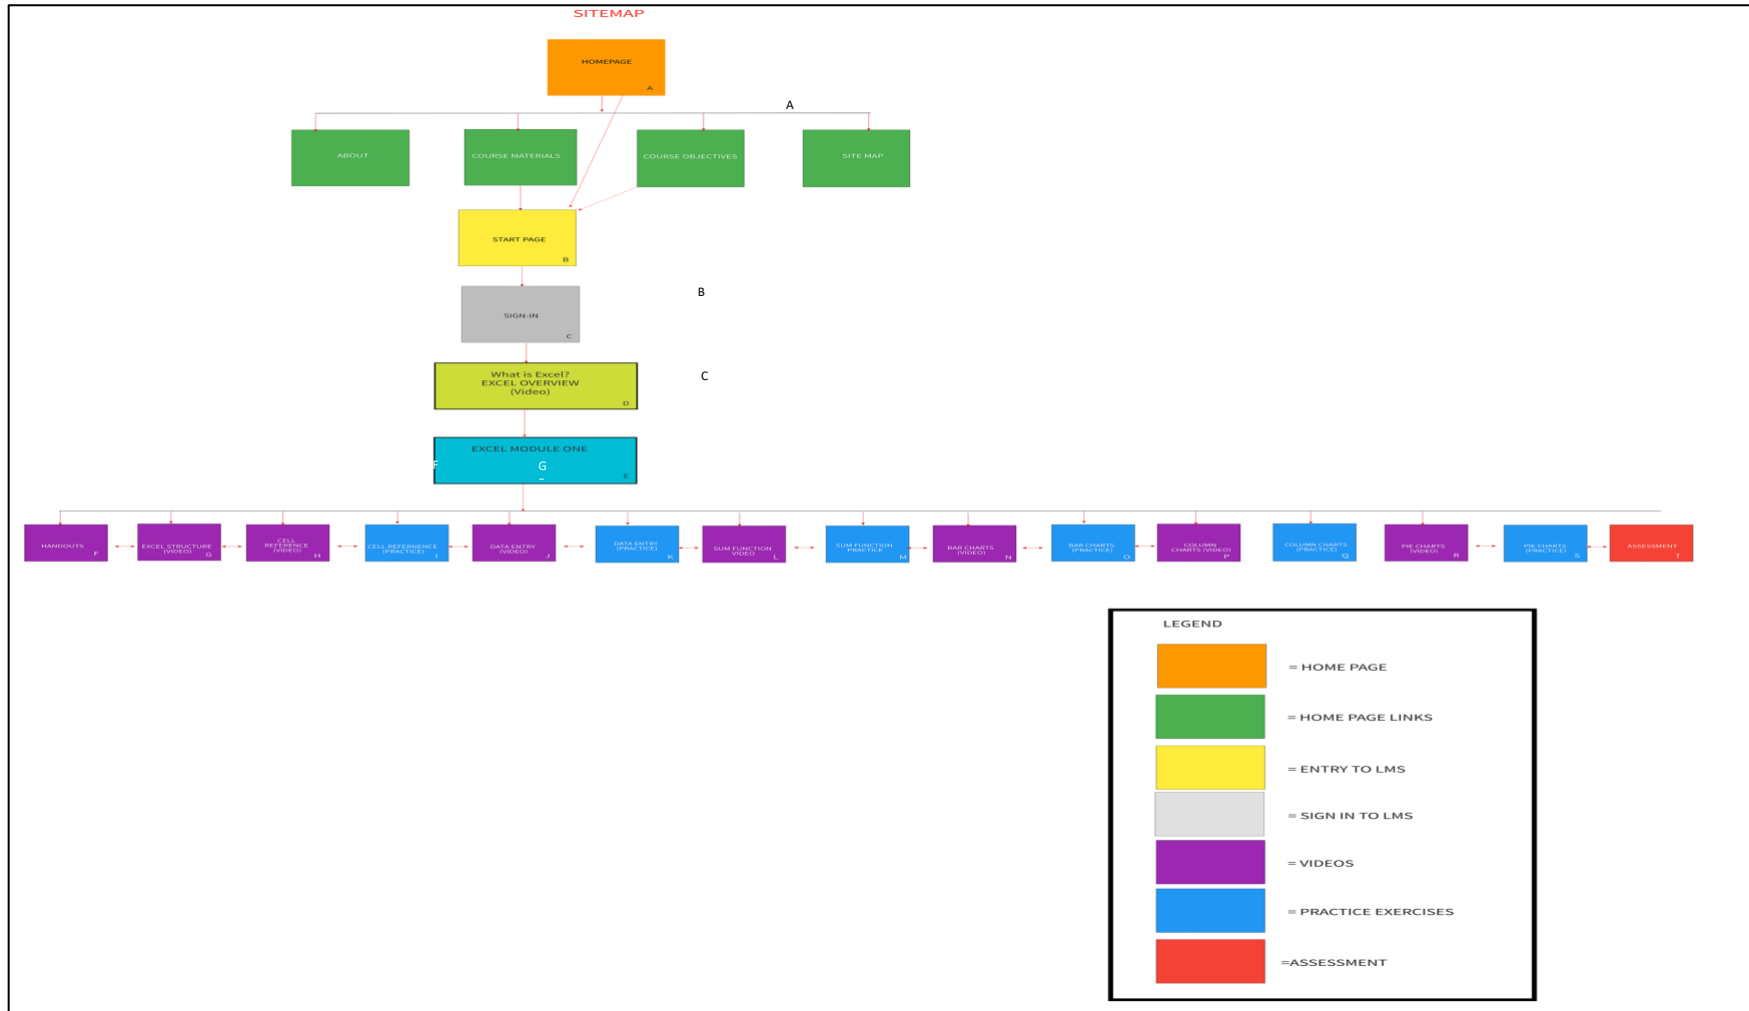 SITEMAP
HOMEPAGE
A
A
ABOUT
COURSE MATERIALS
COURSE OBJECTIVES
SITE MAP
START PAGE
B
SIGN-IN
C
B
What is Excel?
EXCEL OVERVIEW
(Video)
D
C
EXCEL MODULE ONE
F
G
E
HANDOUTS
F
EXCEL STRUCTURE
(VIDEO)
G
CELL
REFERENCE
(VIDEO)
H
CELL REFERNENCE
(PRACTICE)
I
DATA ENTRY
(VIDEO)
J
DATA ENTRY
(PRACTICE)
K
SUM FUNCTION
VIDEO
L
SUM FUNCTION
PRACTICE
M
BAR CHARTS
(VIDEO)
N
BAR CHARTS
(PRACTICE)
O
COLUMN
CHARTS (VIDEO)
P
COLUMN CHARTS
(PRACTICE)
Q
PIE CHARTS
(VIDEO)
R
PIE CHARTS
(PRACTICE)
S
ASSESSMENT
T
LEGEND
= HOME PAGE
= HOME PAGE LINKS
= ENTRY TO LMS
= SIGN IN TO LMS
= VIDEOS
= PRACTICE EXERCISES
=ASSESSMENT